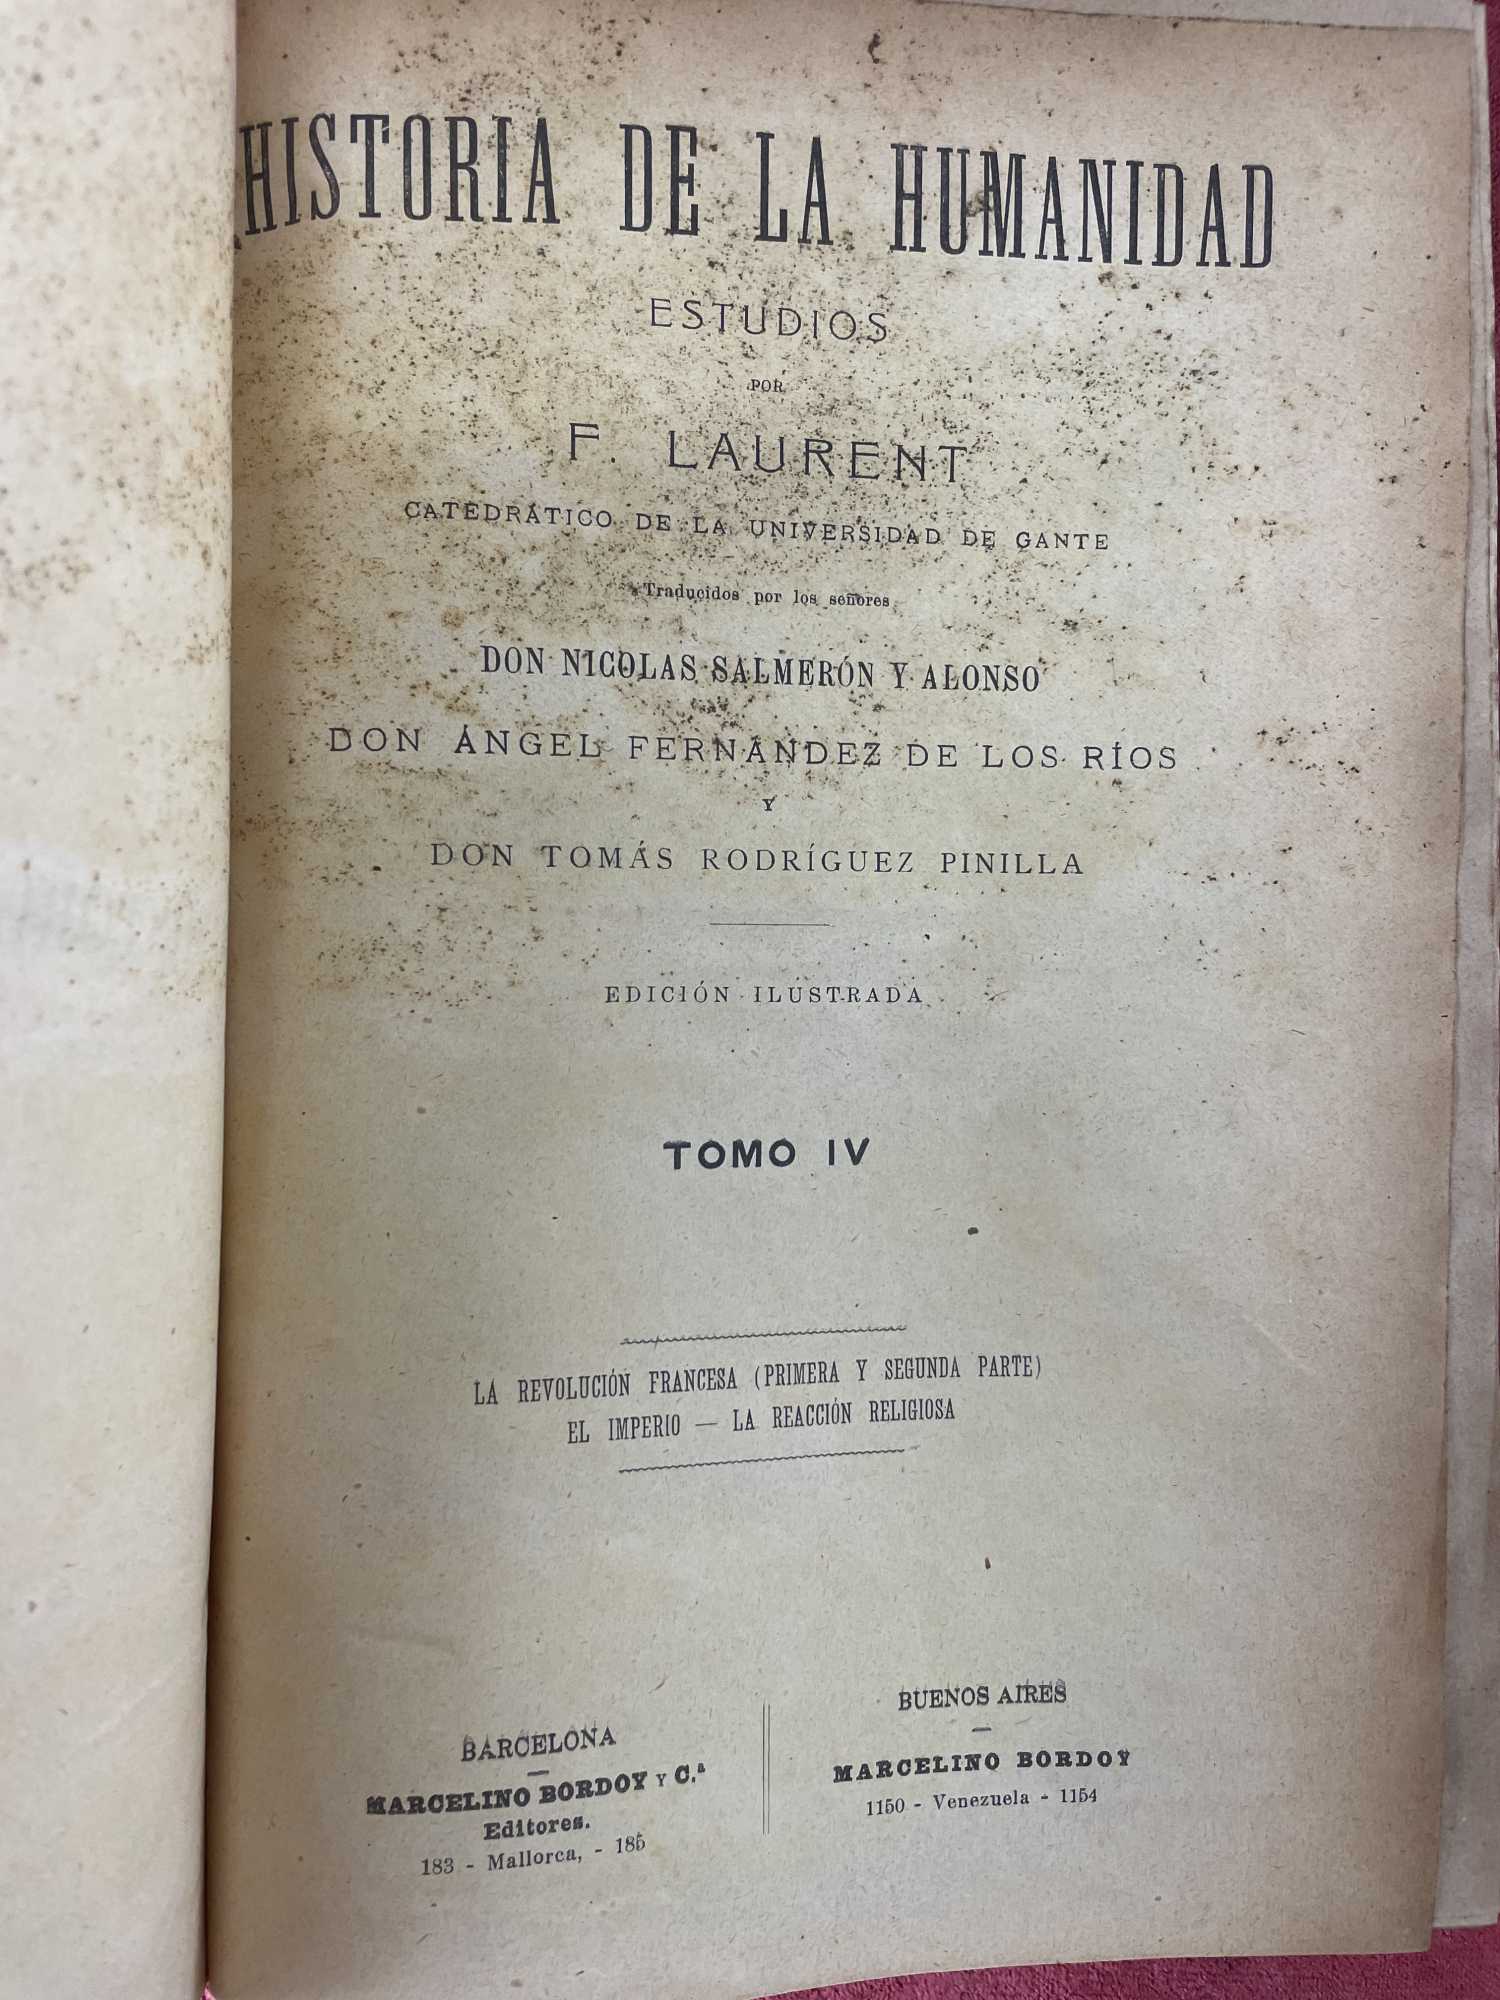 HISTORIA DE LA HUMANIDAD
ESTUDIOS
POR
F. LAURENT
CATEDRÁTICO DE LA UNIVERSIDAD DE GANTE
Traducidos por los señores
DON NICOLAS SALMERÓN Y ALONSO
DON ÁNGEL FERNÁNDEZ DE LOS RÍOS
Y
DON TOMÁS RODRÍGUEZ PINILLA
EDICIÓN ILUSTRADA
TOMO IV
LA REVOLUCIÓN FRANCESA (PRIMERA Y SEGUNDA PARTE)
EL IMPERIO — LA REACCIÓN RELIGIOSA
BARCELONA
MARCELINO BORDOY Y C.ª
Editores.
183 - Mallorca, - 185
BUENOS AIRES
MARCELINO BORDOY
1150 - Venezuela - 1154